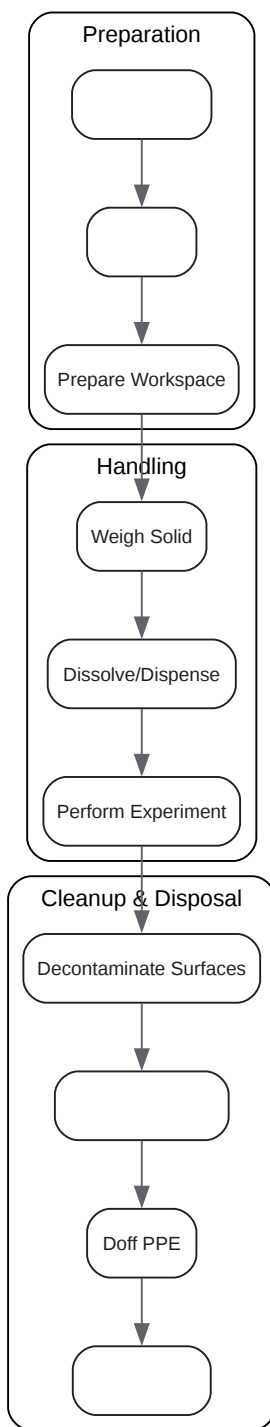 Preparation
Prepare Workspace
Handling
Weigh Solid
Dissolve/Dispense
Perform Experiment
Cleanup & Disposal
Decontaminate Surfaces
Doff PPE